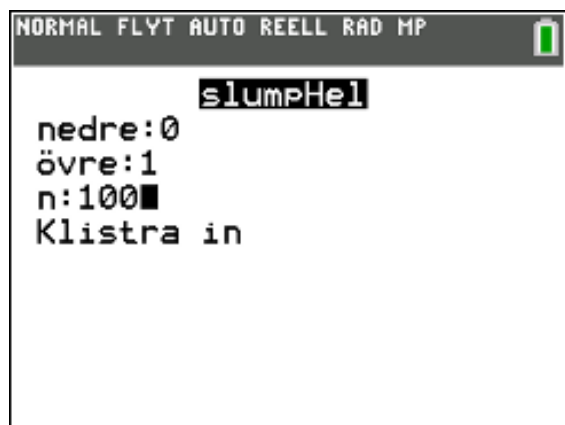 NORMAL FLYT AUTO REELL RAD MP
slumpHel
nedre:0
övre:1
n:100
Klistra in